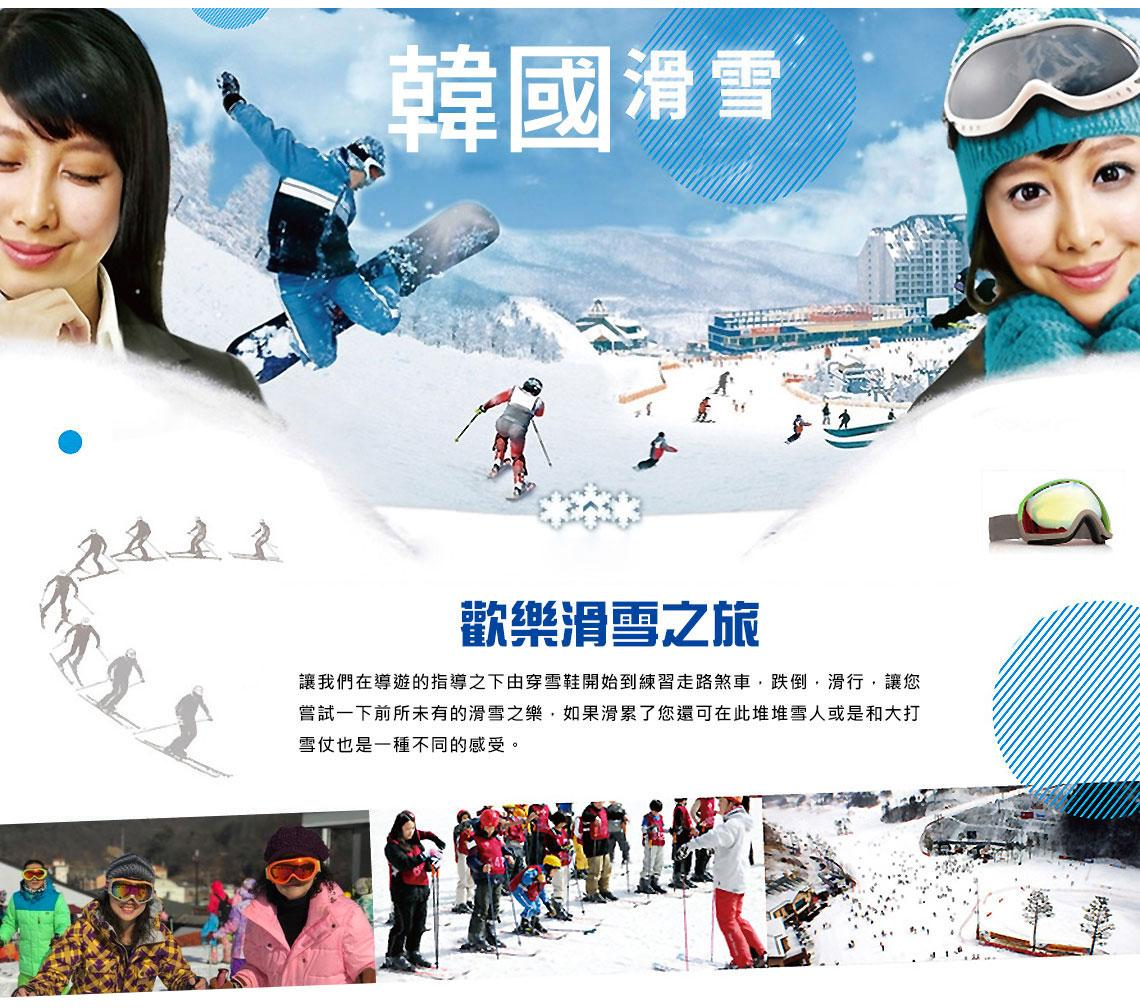 韓國滑雪
歡樂滑雪之旅
讓我們在導遊的指導之下由穿雪鞋開始到練習走路煞車，跌倒，滑行，讓您
嘗試一下前所未有的滑雪之樂，如果滑累了您還可在此堆堆雪人或是和大打
雪仗也是一種不同的感受。